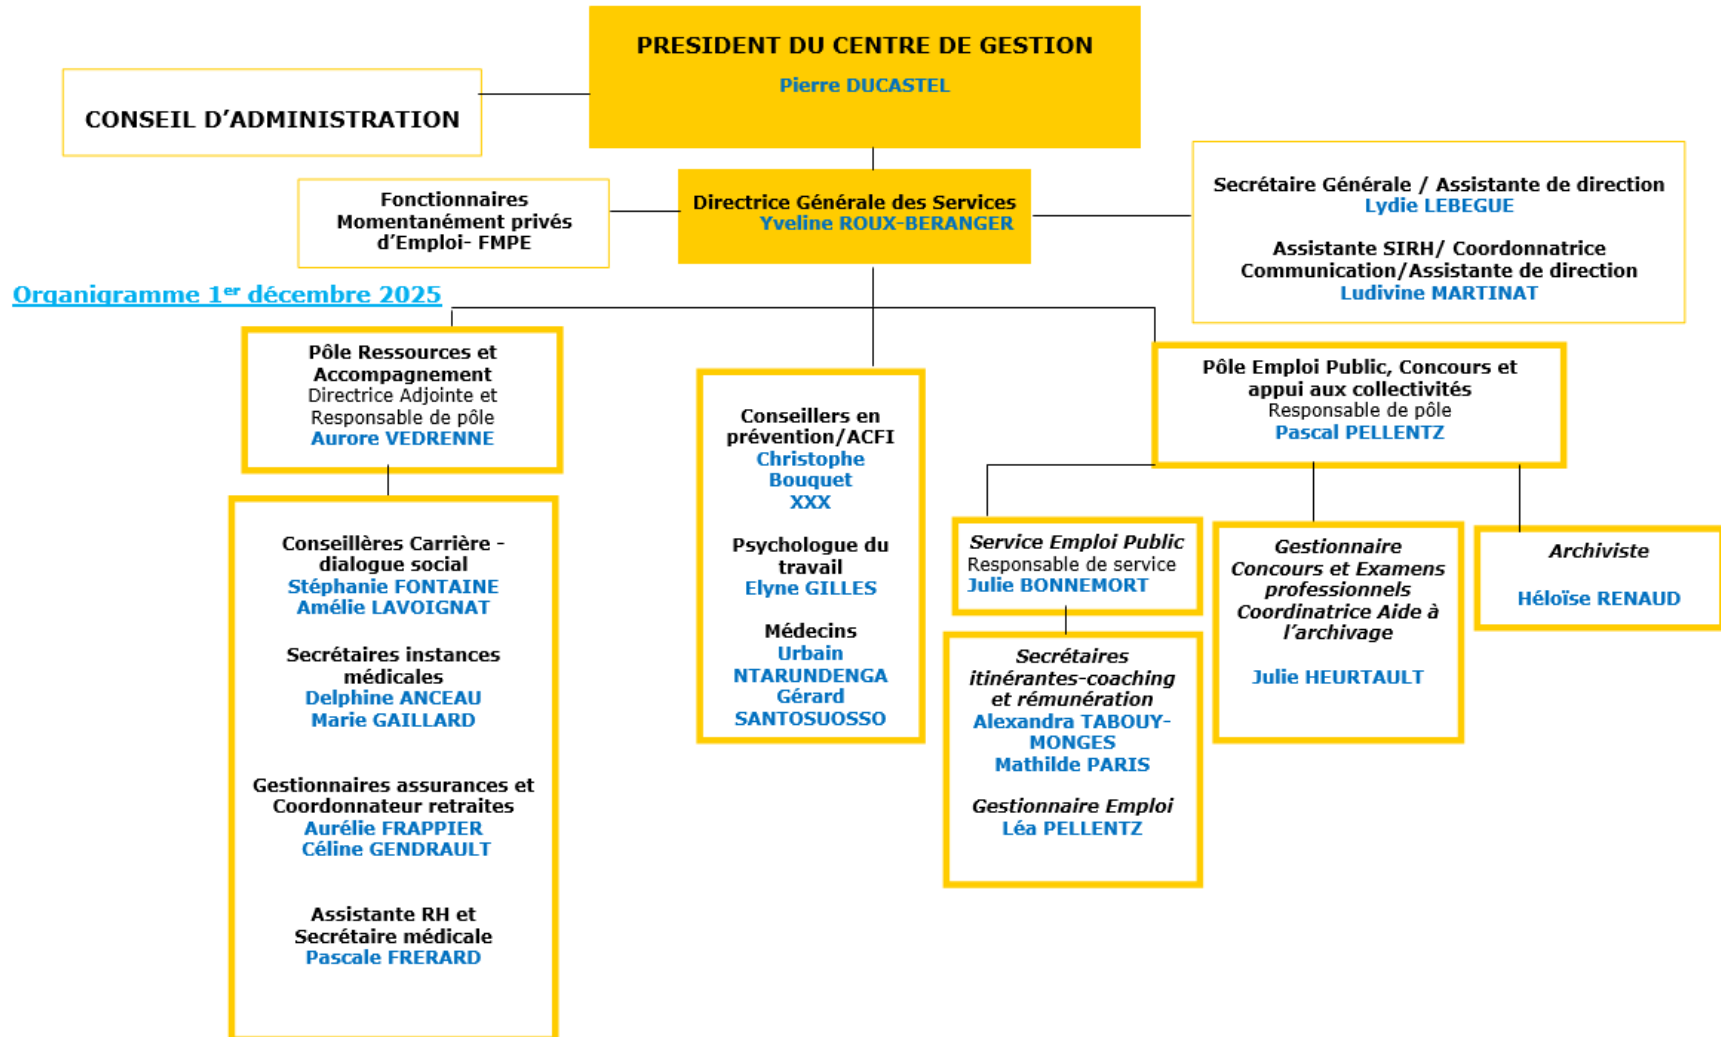 PRESIDENT DU CENTRE DE GESTION
Pierre DUCASTEL
CONSEIL D’ADMINISTRATION
Fonctionnaires
Momentanément privés
d’Emploi- FMPE
Directrice Générale des Services
Yveline ROUX-BERANGER
Secrétaire Générale / Assistante de direction
Lydie LEBEGUE
Assistante SIRH/ Coordonnatrice
Communication/Assistante de direction
Ludivine MARTINAT
Organigramme 1er décembre 2025
Pôle Ressources et
Accompagnement
Directrice Adjointe et
Responsable de pôle
Aurore VEDRENNE
Conseillères Carrière -
dialogue social
Stéphanie FONTAINE
Amélie LAVOIGNAT
Secrétaires instances
médicales
Delphine ANCEAU
Marie GAILLARD
Gestionnaires assurances et
Coordonnateur retraites
Aurélie FRAPPIER
Céline GENDRAULT
Assistante RH et
Secrétaire médicale
Pascale FRERARD
Conseillers en
prévention/ACFI
Christophe
Bouquet
XXX
Psychologue du
travail
Elyne GILLES
Médecins
Urbain
NTARUNDENGA
Gérard
SANTOSUOSSO
Pôle Emploi Public, Concours et
appui aux collectivités
Responsable de pôle
Pascal PELLENTZ
Service Emploi Public
Responsable de service
Julie BONNEMORT
Secrétaires
itinérantes-coaching
et rémunération
Alexandra TABOUY-
MONGES
Mathilde PARIS
Gestionnaire Emploi
Léa PELLENTZ
Gestionnaire
Concours et Examens
professionnels
Coordinatrice Aide à
l’archivage
Julie HEURTAULT
Archiviste
Héloïse RENAUD